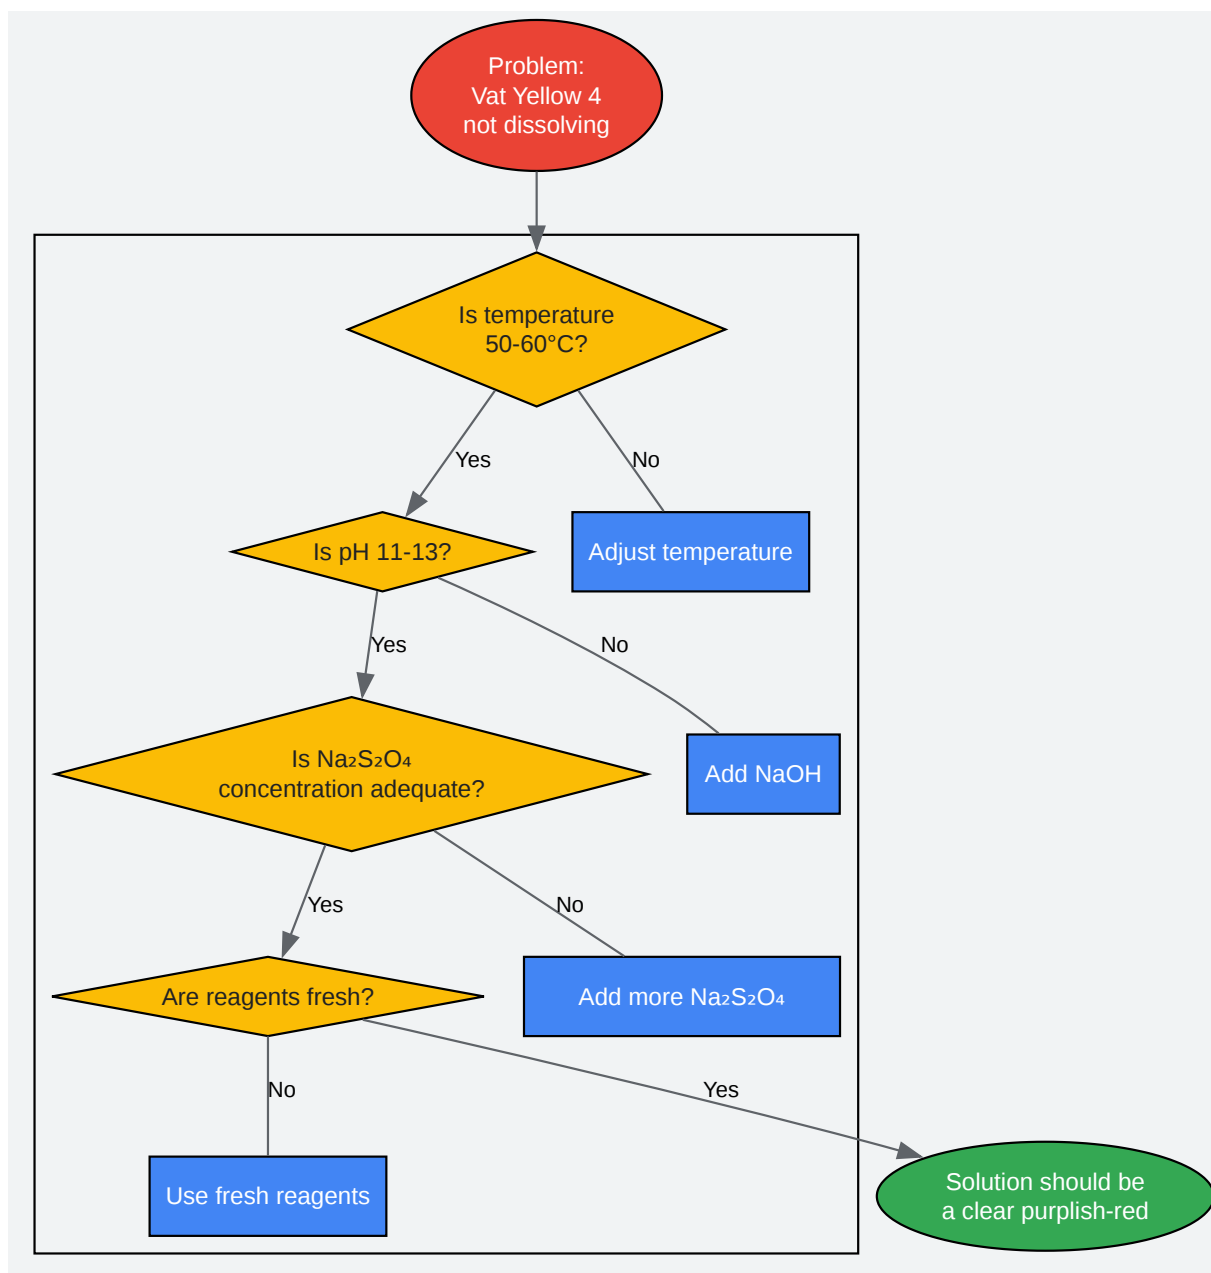 Problem:
Vat Yellow 4
not dissolving
Is temperature
50-60°C?
Yes
No
Is pH 11-13?
Adjust temperature
Yes
No
Is Na₂S₂O₄
concentration adequate?
Add NaOH
Yes
No
Are reagents fresh?
Add more Na₂S₂O₄
No
Yes
Use fresh reagents
Solution should be
a clear purplish-red